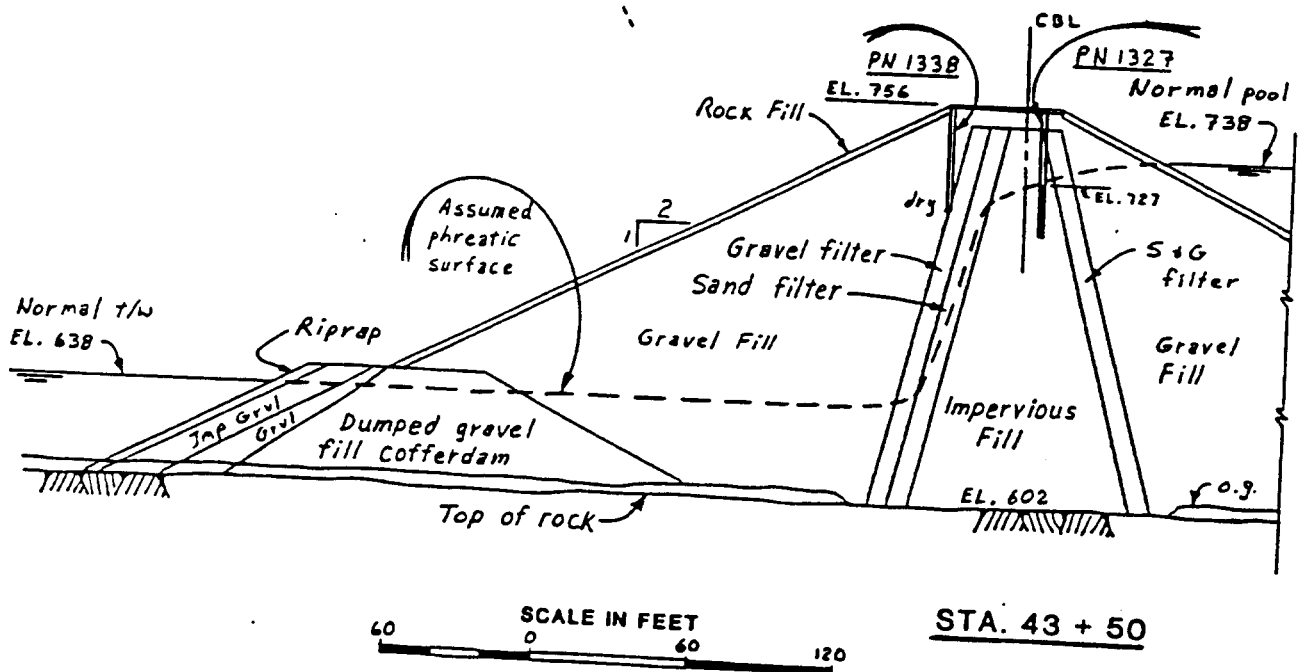 CBL
PN 1338
PN 1327
EL. 756
Normal pool
EL. 738
Rock Fill
2
1
dry
EL. 727
Assumed
phreatic
surface
Gravel filter
Sand filter
S + G
filter
Normal t/w
EL. 638
Riprap
Gravel Fill
Gravel
Fill
Imp Grvl
Grvl
Dumped gravel
fill Cofferdam
Impervious
Fill
EL. 602
o.g.
Top of rock
SCALE IN FEET
60 0 60 120
STA. 43 + 50